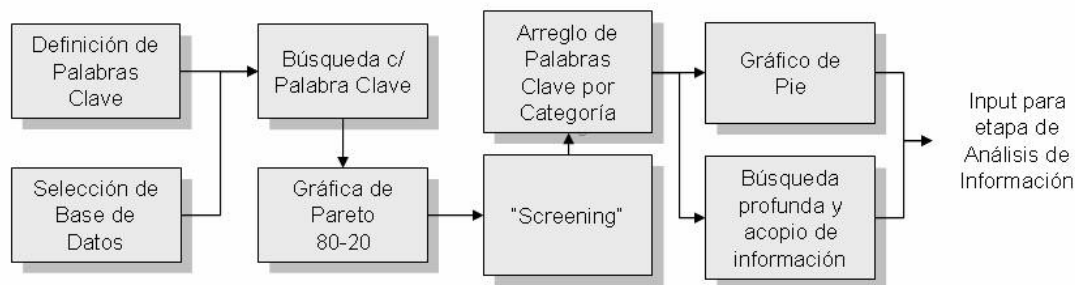 Definición de
Palabras
Clave
Selección de
Base de
Datos
Búsqueda c/
Palabra Clave
Gráfica de
Pareto
80-20
"Screening"
Arreglo de
Palabras
Clave por
Categoría
Gráfico de
Pie
Búsqueda
profunda y
acopio de
información
Input para
etapa de
Análisis de
Información